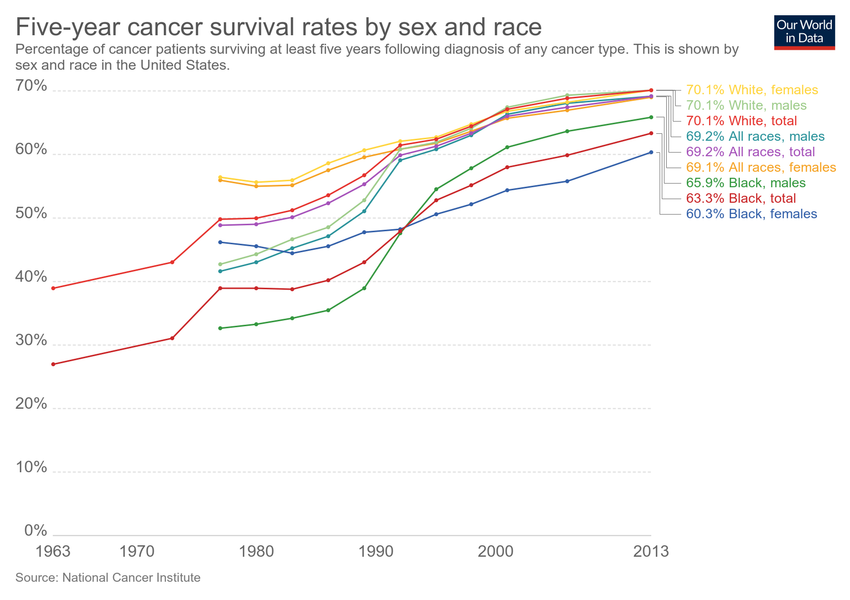 Five-year cancer survival rates by sex and race
Our World
in Data
Percentage of cancer patients surviving at least five years following diagnosis of any cancer type. This is shown by
sex and race in the United States.
70%
60%
50%
40%
30%
20%
10%
0%
1963
1970
1980
1990
2000
2013
70.1% White, females
70.1% White, males
70.1% White, total
69.2% All races, males
69.2% All races, total
69.1% All races, females
65.9% Black, males
63.3% Black, total
60.3% Black, females
Source: National Cancer Institute